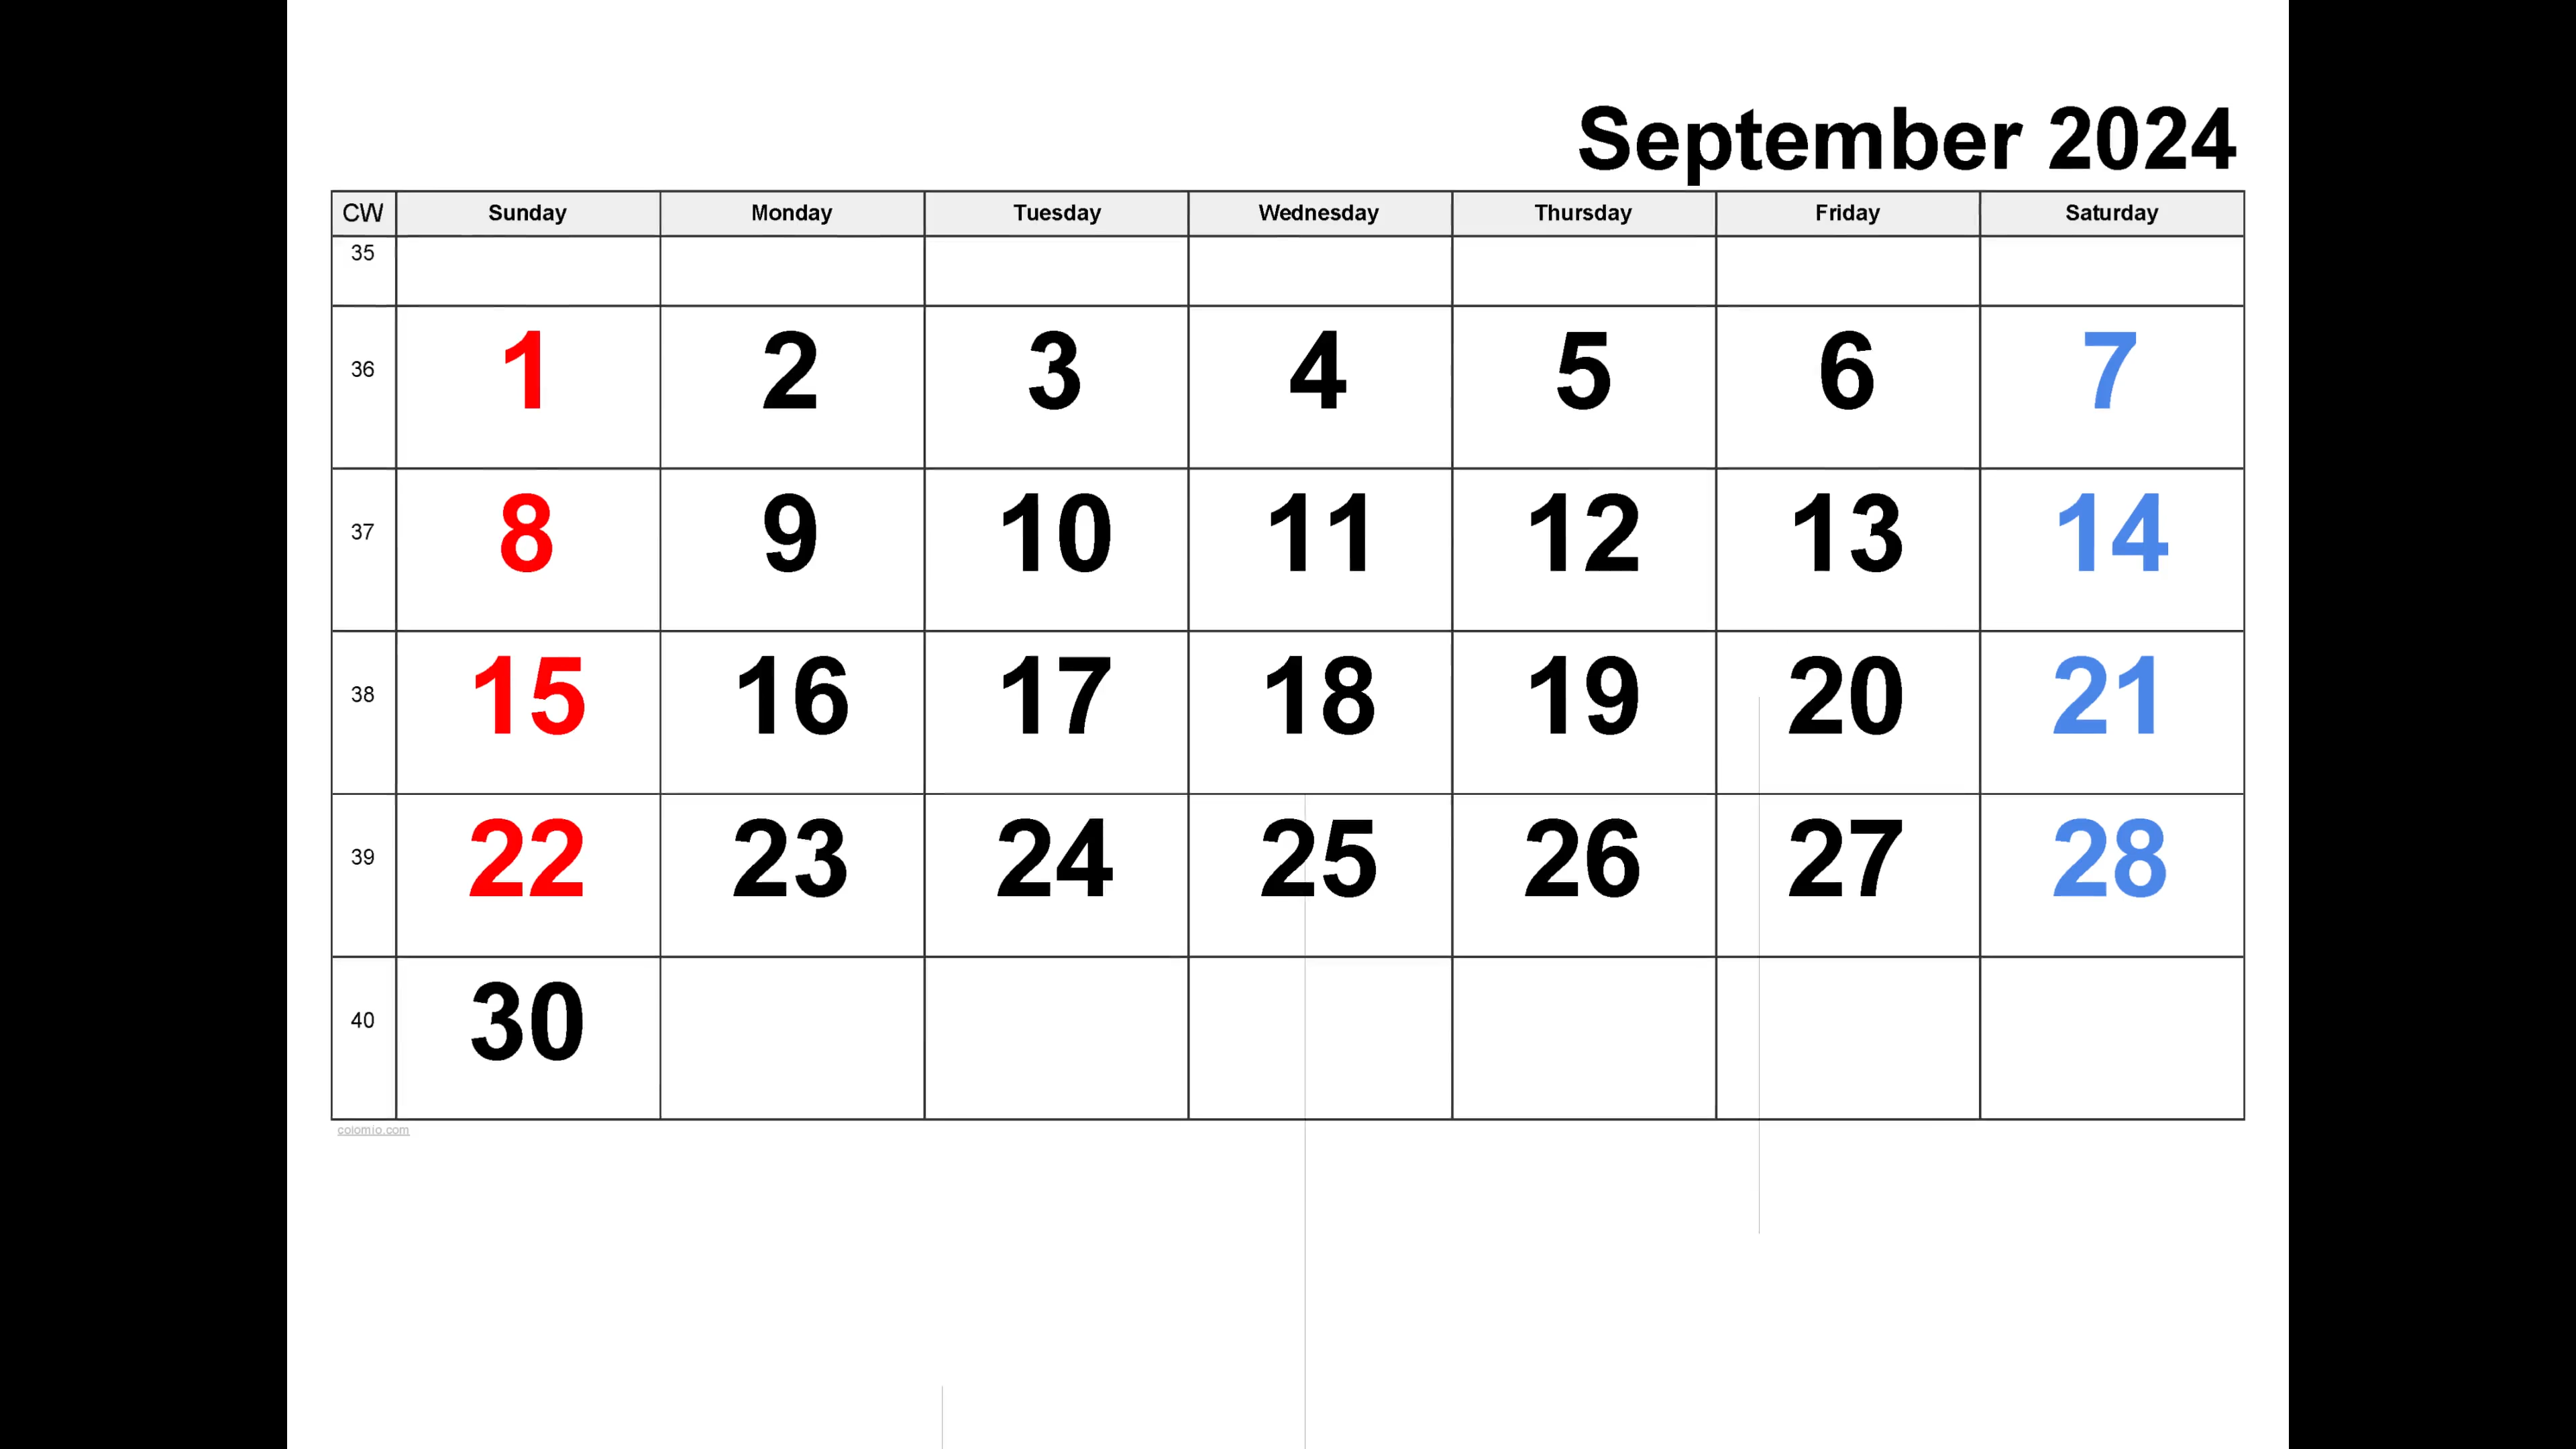 September 2024
CW Sunday Monday Tuesday Wednesday Thursday Friday Saturday
35
36 1 2 3 4 5 6 7
37 8 9 10 11 12 13 14
38 15 16 17 18 19 20 21
39 22 23 24 25 26 27 28
40 30
colomio.com